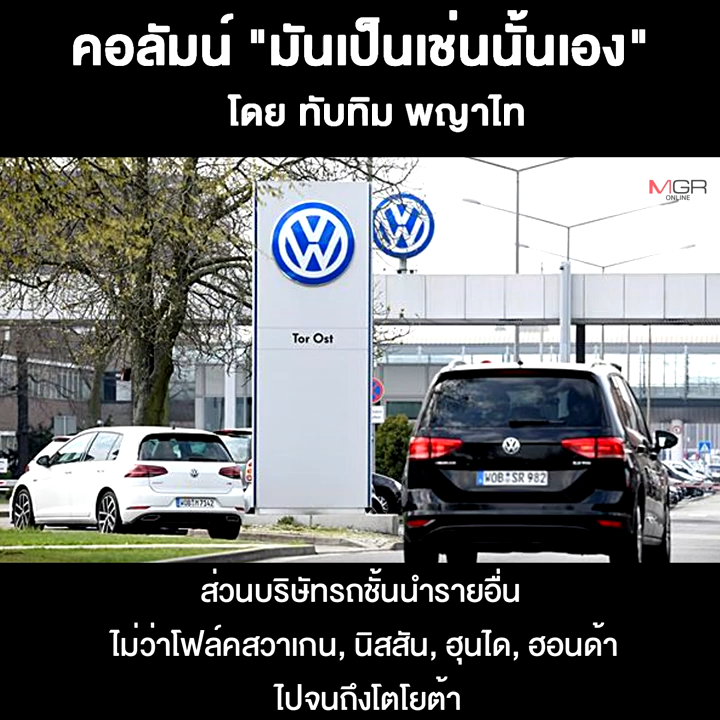 คอลัมน์ "มันเป็นเช่นนั้นเอง"
โดย ทับทิม พญาไท
MGR
ONLINE
Tor Ost
WOB SR 982
ส่วนบริษัทรถชั้นนำรายอื่น
ไม่ว่าโฟล์คสวาเกน, นิสสัน, ฮุนได, ฮอนด้า
ไปจนถึงโตโยต้า